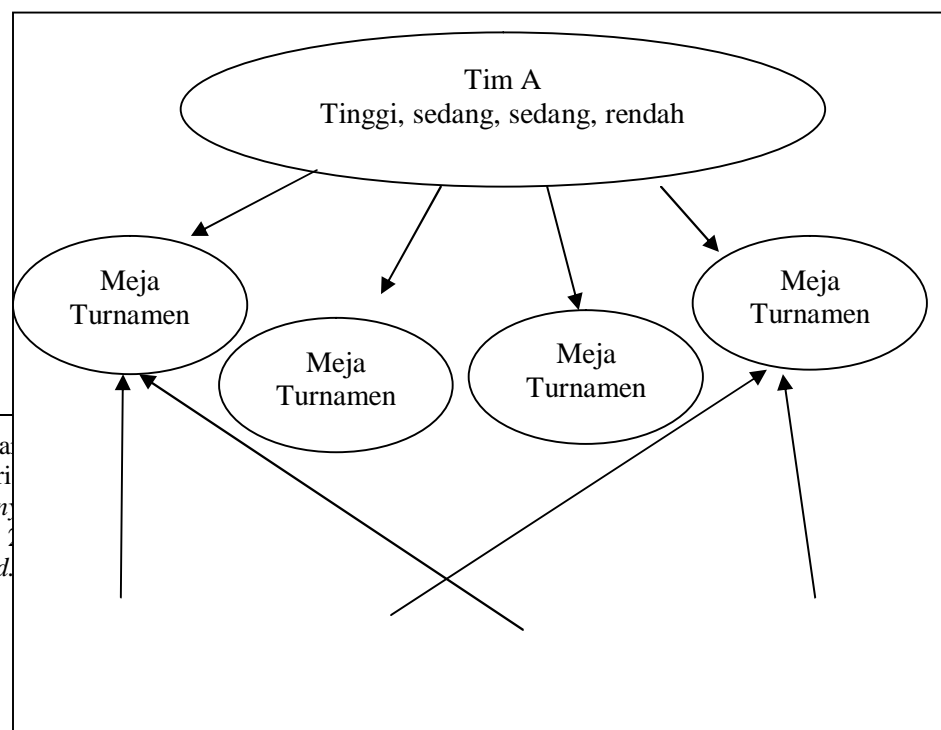 Tim A
Tinggi, sedang, sedang, rendah
Meja
Turnamen
Meja
Turnamen
Meja
Turnamen
Meja
Turnamen